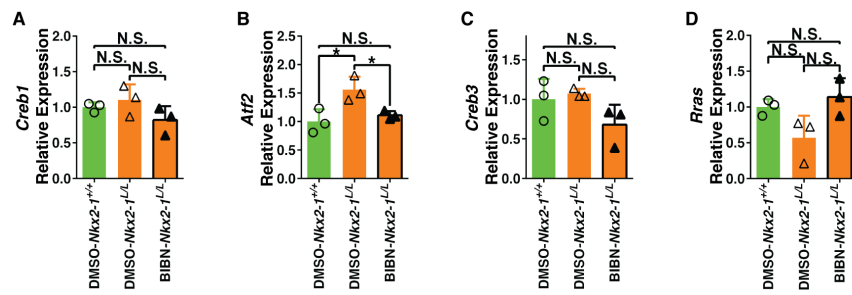 A
N.S.
N.S.
N.S.
Creb1
Relative Expression
2.0
1.5
1.0
0.5
0.0
DMSO-Nkx2-1+/+
DMSO-Nkx2-1L/L
BIBN-Nkx2-1L/L
B
N.S.
*
*
Atf2
Relative Expression
2.5
2.0
1.5
1.0
0.5
0.0
DMSO-Nkx2-1+/+
DMSO-Nkx2-1L/L
BIBN-Nkx2-1L/L
C
N.S.
N.S.
N.S.
Creb3
Relative Expression
1.5
1.0
0.5
0.0
DMSO-Nkx2-1+/+
DMSO-Nkx2-1L/L
BIBN-Nkx2-1L/L
D
N.S.
N.S.
N.S.
Rras
Relative Expression
2.0
1.5
1.0
0.5
0.0
DMSO-Nkx2-1+/+
DMSO-Nkx2-1L/L
BIBN-Nkx2-1L/L